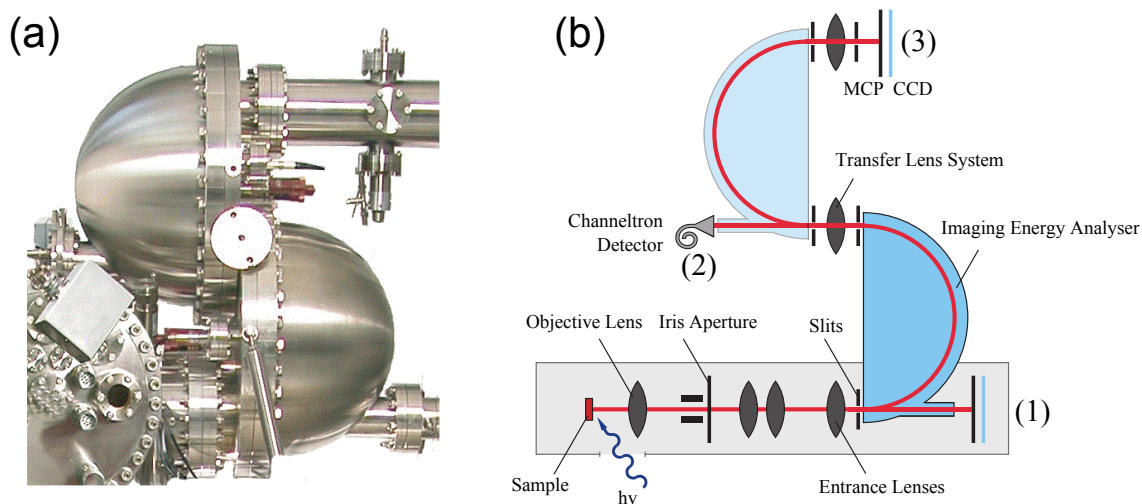 (a)
(b)
(3)
MCP CCD
Transfer Lens System
Channeltron
Detector
(2)
Imaging Energy Analyser
Objective Lens
Iris Aperture
Slits
(1)
Sample
hν
Entrance Lenses